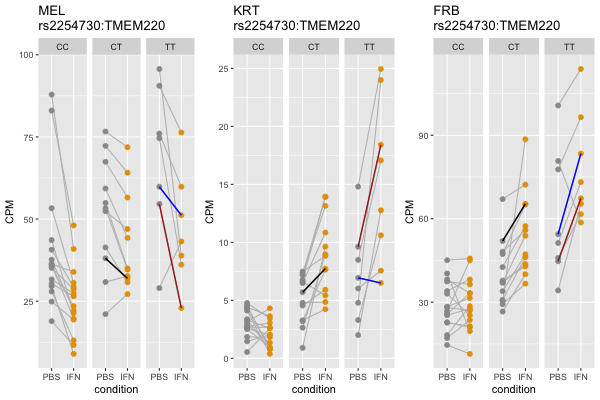 MEL
rs2254730:TMEM220
CC CT TT
CPM
100
75
50
25
PBS IFN PBS IFN PBS IFN
condition
KRT
rs2254730:TMEM220
CC CT TT
CPM
25
20
15
10
5
0
PBS IFN PBS IFN PBS IFN
condition
FRB
rs2254730:TMEM220
CC CT TT
CPM
90
60
30
PBS IFN PBS IFN PBS IFN
condition